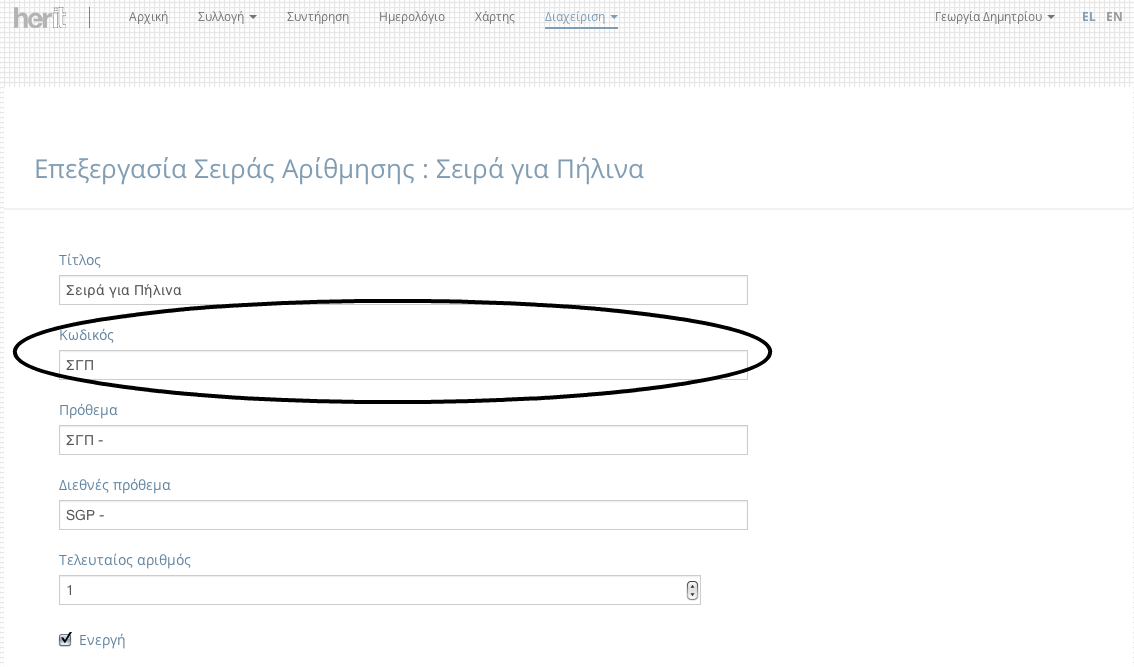 herit Αρχική Συλλογή Συντήρηση Ημερολόγιο Χάρτης Διαχείριση Γεωργία Δημητρίου EL EN
Επεξεργασία Σειράς Αρίθμησης : Σειρά για Πήλινα
Τίτλος
Σειρά για Πήλινα
Κωδικός
ΣΓΠ
Πρόθεμα
ΣΓΠ -
Διεθνές πρόθεμα
SGP -
Τελευταίος αριθμός
1
Ενεργή